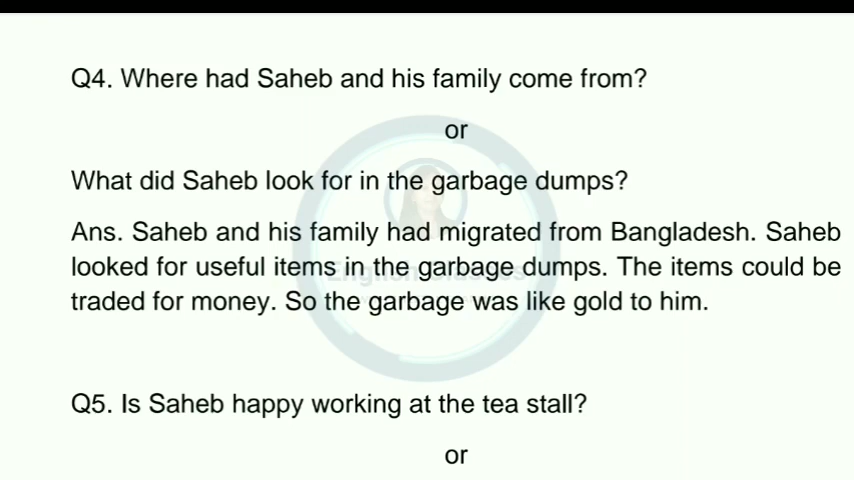 Q4. Where had Saheb and his family come from?
or
What did Saheb look for in the garbage dumps?
Ans. Saheb and his family had migrated from Bangladesh. Saheb
looked for useful items in the garbage dumps. The items could be
traded for money. So the garbage was like gold to him.
Q5. Is Saheb happy working at the tea stall?
or